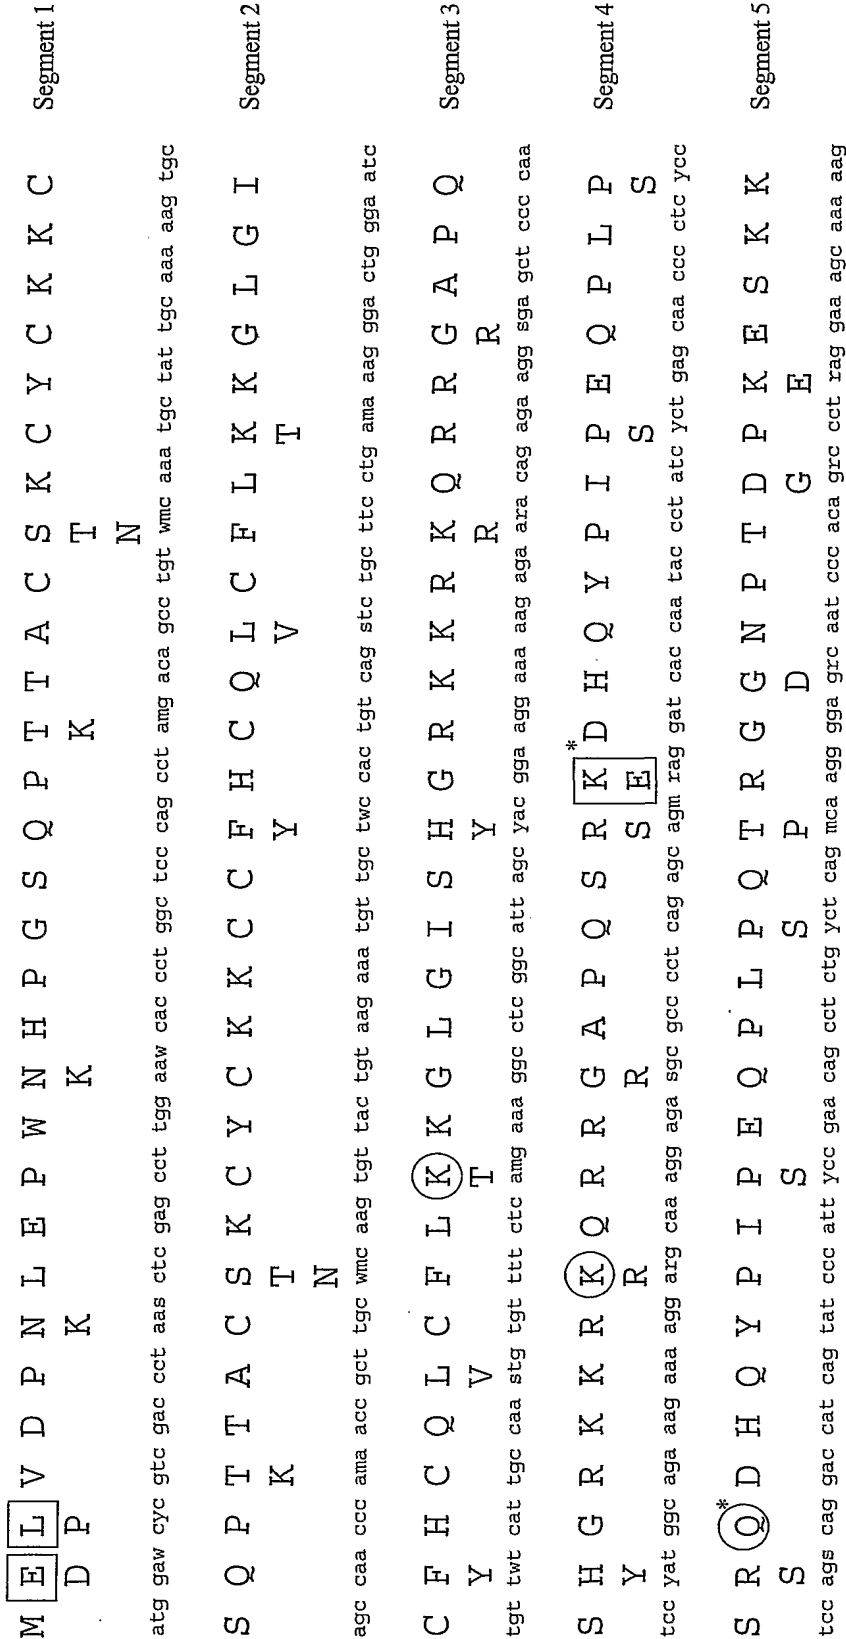 M E L V D P N L E P W N H P G S Q P T T A C S K C Y C K K C Segment 1
D P K K K T
N
atg gaw cyc gtc gac cct aas ctc gag cct tgg aaw cac cct ggc tcc cag cct amg aca gcc tgt wmc aaa tgc tat tgc aaa aag tgc
S Q P T T A C S K C Y C K K C C F H C Q L C F L K K G L G I Segment 2
K T Y V T
N
agc caa ccc ama acc gct tgc wmc aag tgt tac tgt aag aaa tgt tgc twc cac tgt cag stc tgc ttc ctg ama aag gga ctg gga atc
C F H C Q L C F L K K G L G I S H G R K K R K Q R R G A P Q Segment 3
Y V T Y R R
tgt twt cat tgc caa stg tgt ttt ctc amg aaa ggc ctc ggc att agc yac gga agg aaa aag aga ara cag aga agg sga gct ccc caa
S H G R K K R K Q R R G A P Q S R K* D H Q Y P I P E Q P L P Segment 4
Y R R S E S S
tcc yat ggc aga aag aaa agg arg caa agg aga sgc gcc cct cag agc agm rag gat cac caa tac cct atc yct gag caa ccc ctc ycc
S R Q* D H Q Y P I P E Q P L P Q T R G G N P T D P K E S K K Segment 5
S S S P D G E
tcc ags cag gac cat cag tat ccc att ycc gaa cag cct ctg yct cag mca agg gga grc aat ccc aca grc cct rag gaa agc aaa aag